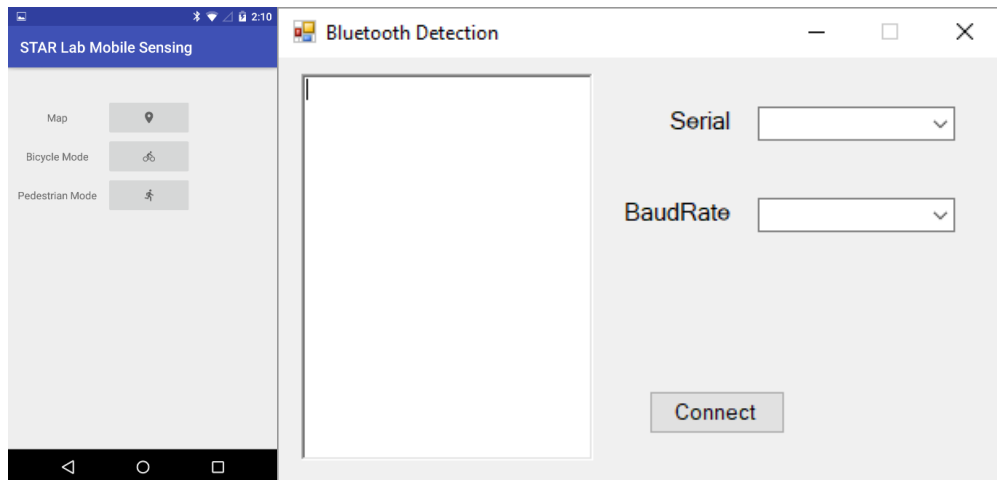 2:10
STAR Lab Mobile Sensing
Map
Bicycle Mode
Pedestrian Mode
Bluetooth Detection
Serial
BaudRate
Connect